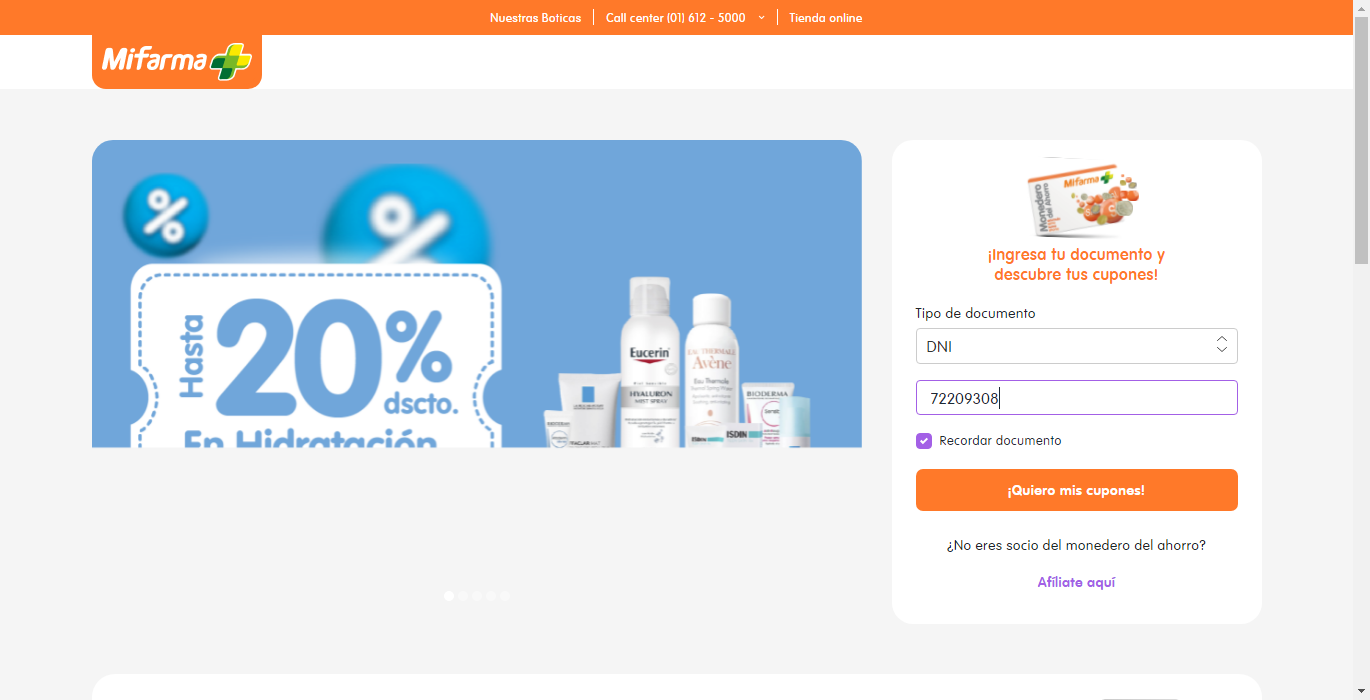 Nuestras Boticas
Call center (01) 612 - 5000
Tienda online
Mifarma
Hasta
20%
dscto.
En Hidratación
Eucerin
HYALURON
MIST SPRAY
EAU THERMALE
Avène
Eau Thermale
BIODERMA
ISDIN
Mifarma
Monedero
del Ahorro
¡Ingresa tu documento y
descubre tus cupones!
Tipo de documento
DNI
72209308
Recordar documento
¡Quiero mis cupones!
¿No eres socio del monedero del ahorro?
Afíliate aquí